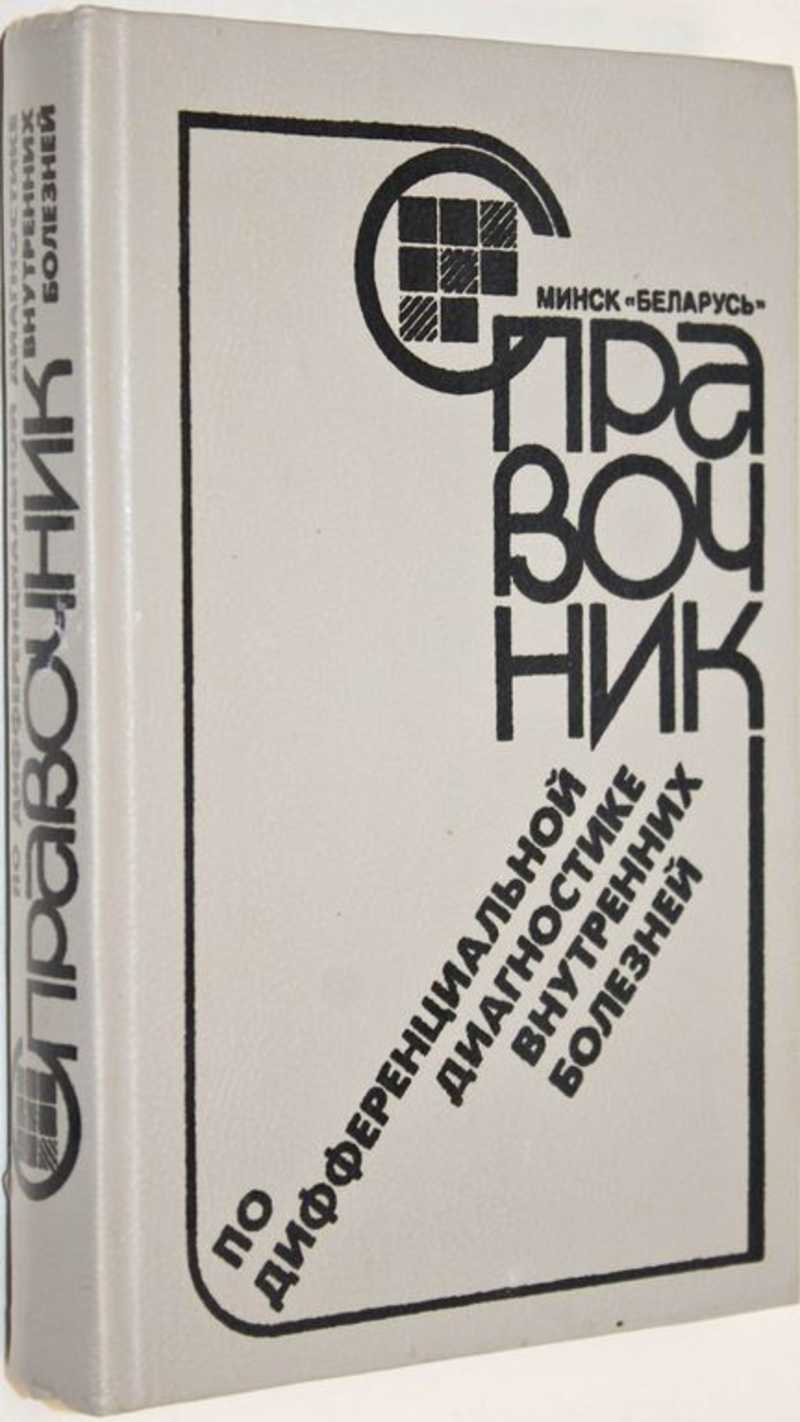 МИНСК «БЕЛАРУСЬ»
СПРА
ВОЧ
НИК
ПО
ДИФФЕРЕНЦИАЛЬНОЙ
ДИАГНОСТИКЕ
ВНУТРЕННИХ
БОЛЕЗНЕЙ
СПРАВОЧНИК
ПО ДИФФЕРЕНЦИАЛЬНОЙ ДИАГНОСТИКЕ
ВНУТРЕННИХ
БОЛЕЗНЕЙ